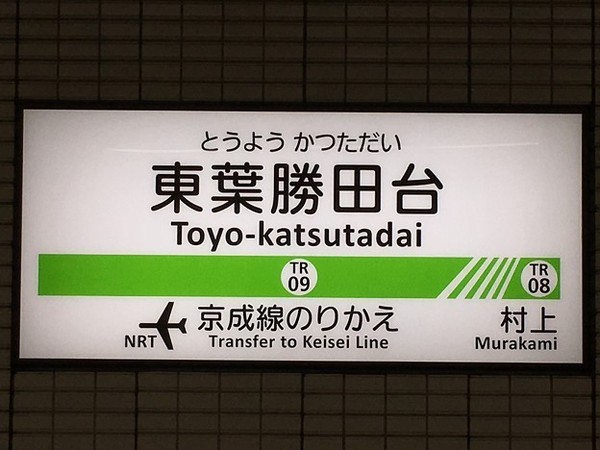 とうよう かつただい
東葉勝田台
Toyo-katsutadai
TR
09
TR
08
NRT
京成線のりかえ
Transfer to Keisei Line
村上
Murakami